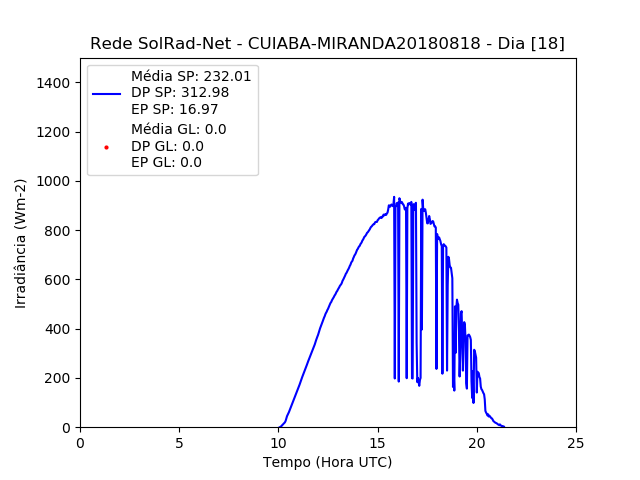 Rede SolRad-Net - CUIABA-MIRANDA20180818 - Dia [18]
Média SP: 232.01
DP SP: 312.98
EP SP: 16.97
Média GL: 0.0
DP GL: 0.0
EP GL: 0.0
1400
1200
1000
800
600
400
200
0
Irradiância (Wm-2)
0 5 10 15 20 25
Tempo (Hora UTC)